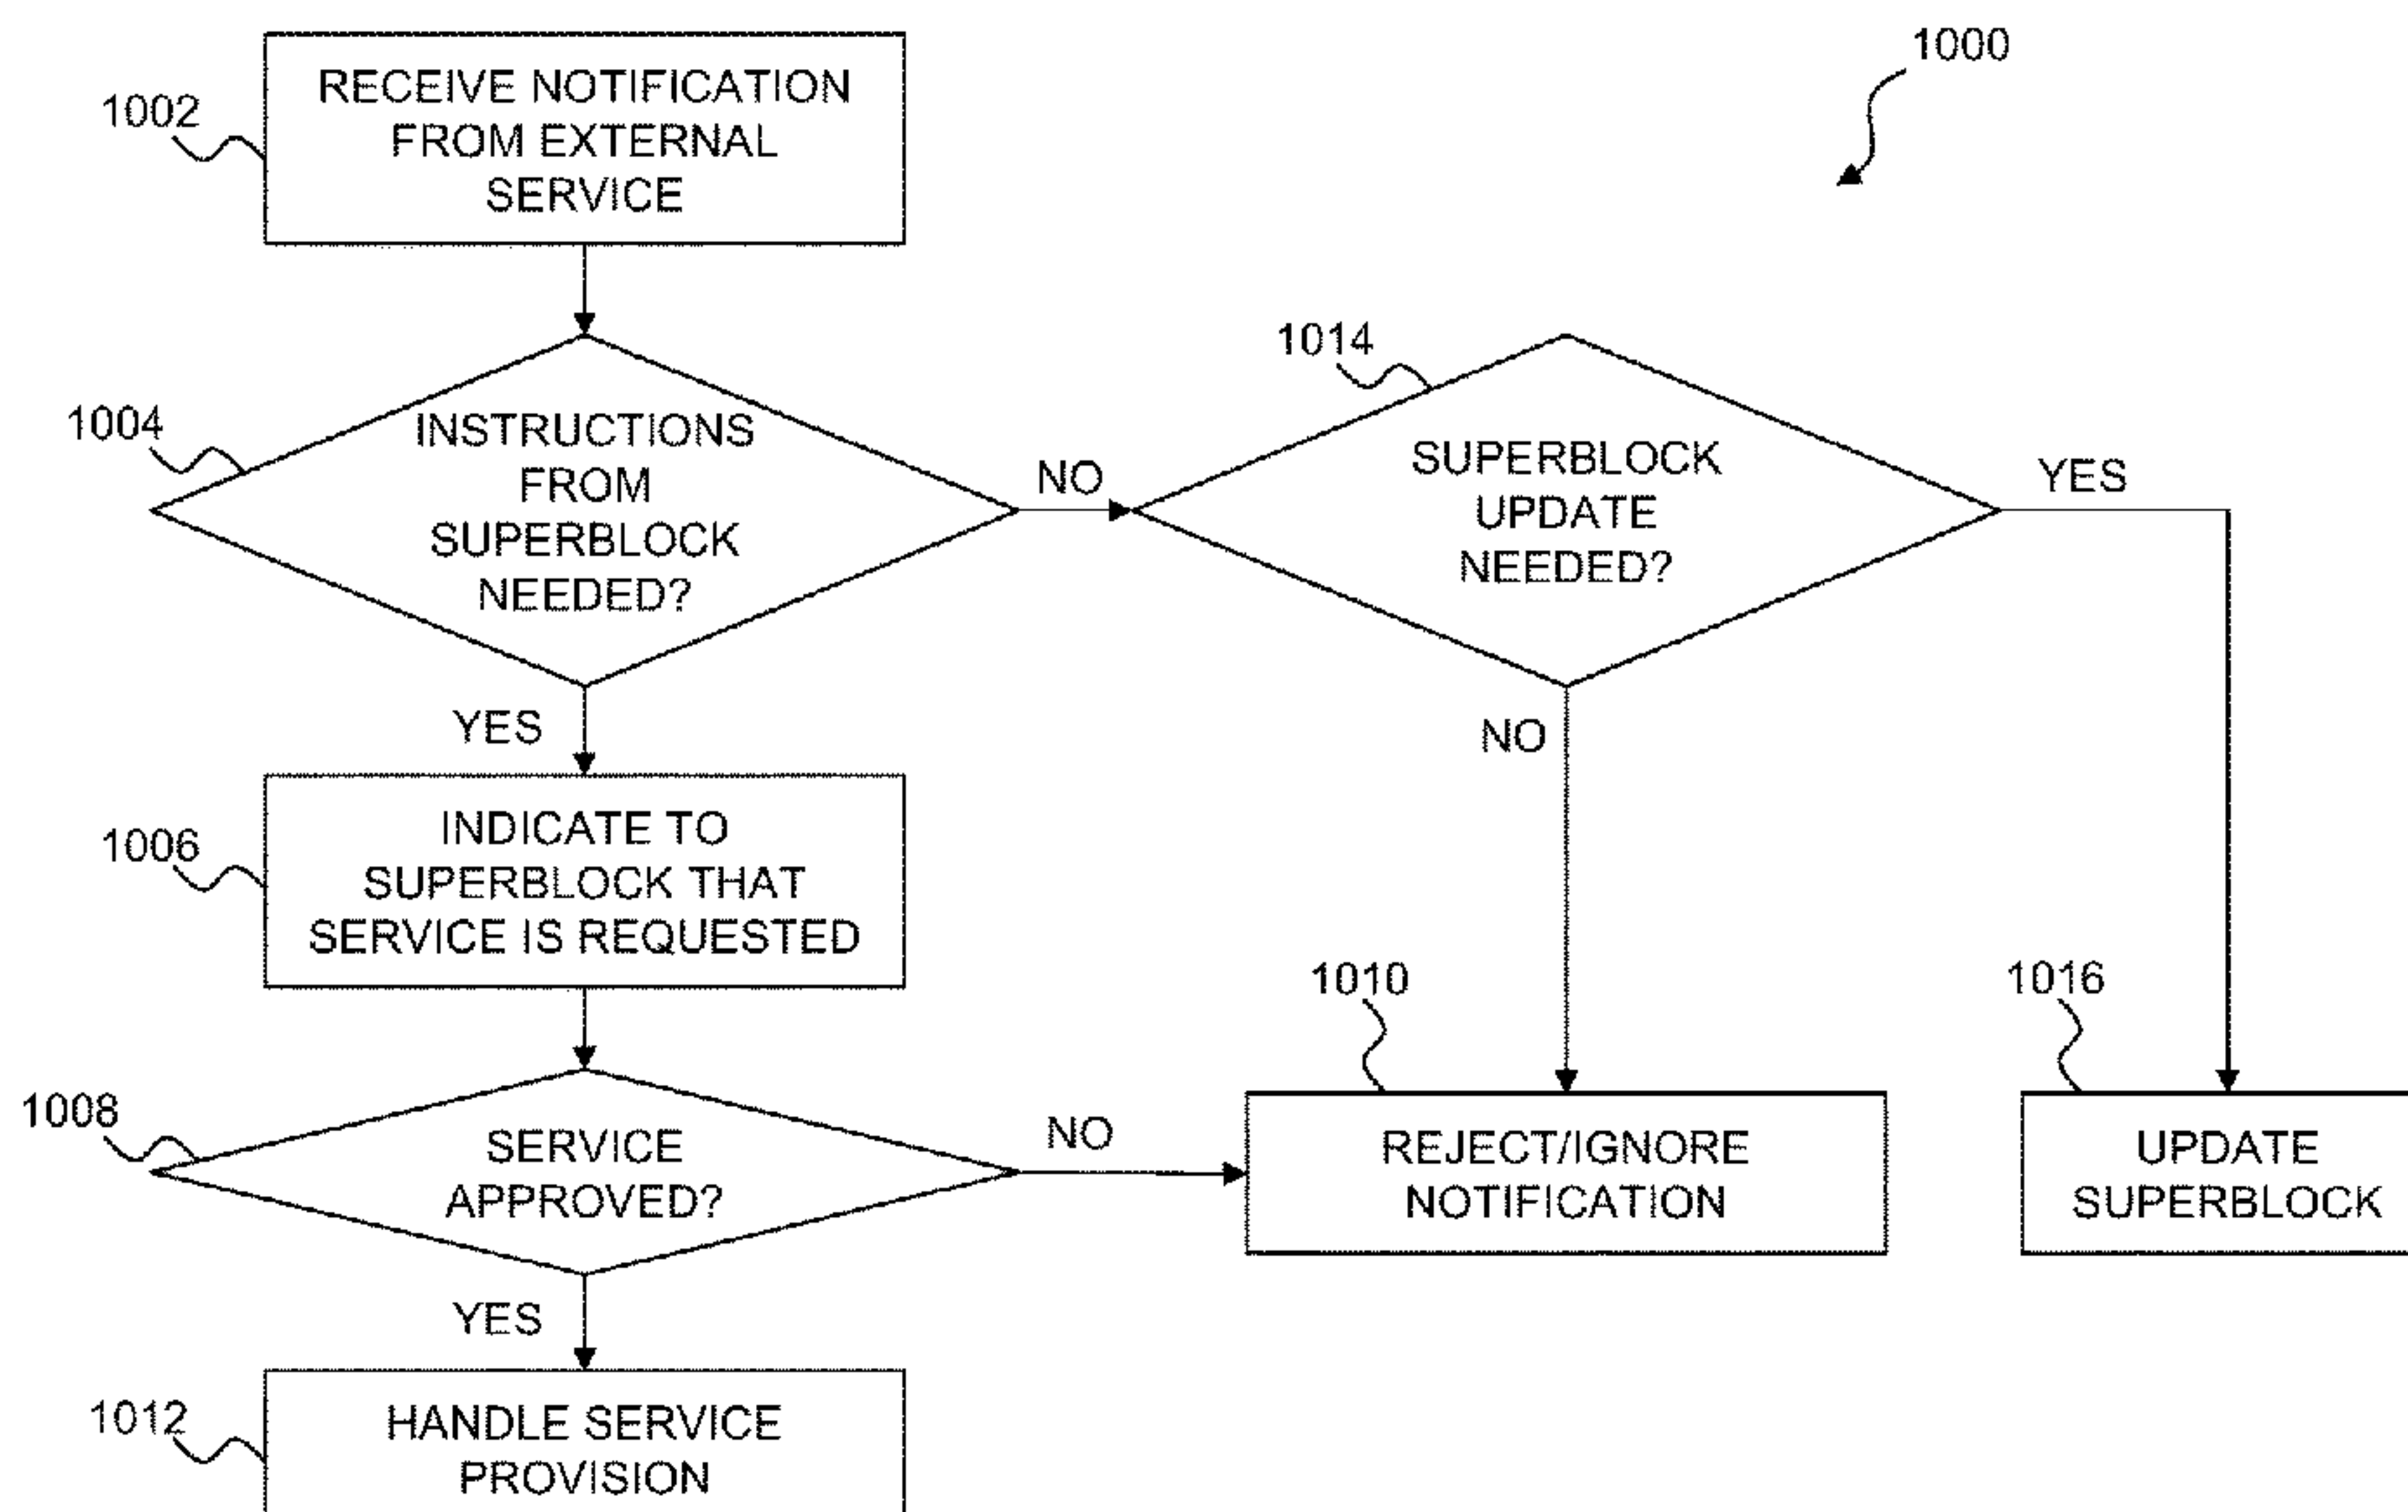 1000
1002
RECEIVE NOTIFICATION
FROM EXTERNAL
SERVICE
1004
INSTRUCTIONS
FROM
SUPERBLOCK
NEEDED?
NO
1014
SUPERBLOCK
UPDATE
NEEDED?
YES
YES
NO
1006
INDICATE TO
SUPERBLOCK THAT
SERVICE IS REQUESTED
1008
SERVICE
APPROVED?
NO
1010
REJECT/IGNORE
NOTIFICATION
1016
UPDATE
SUPERBLOCK
YES
1012
HANDLE SERVICE
PROVISION